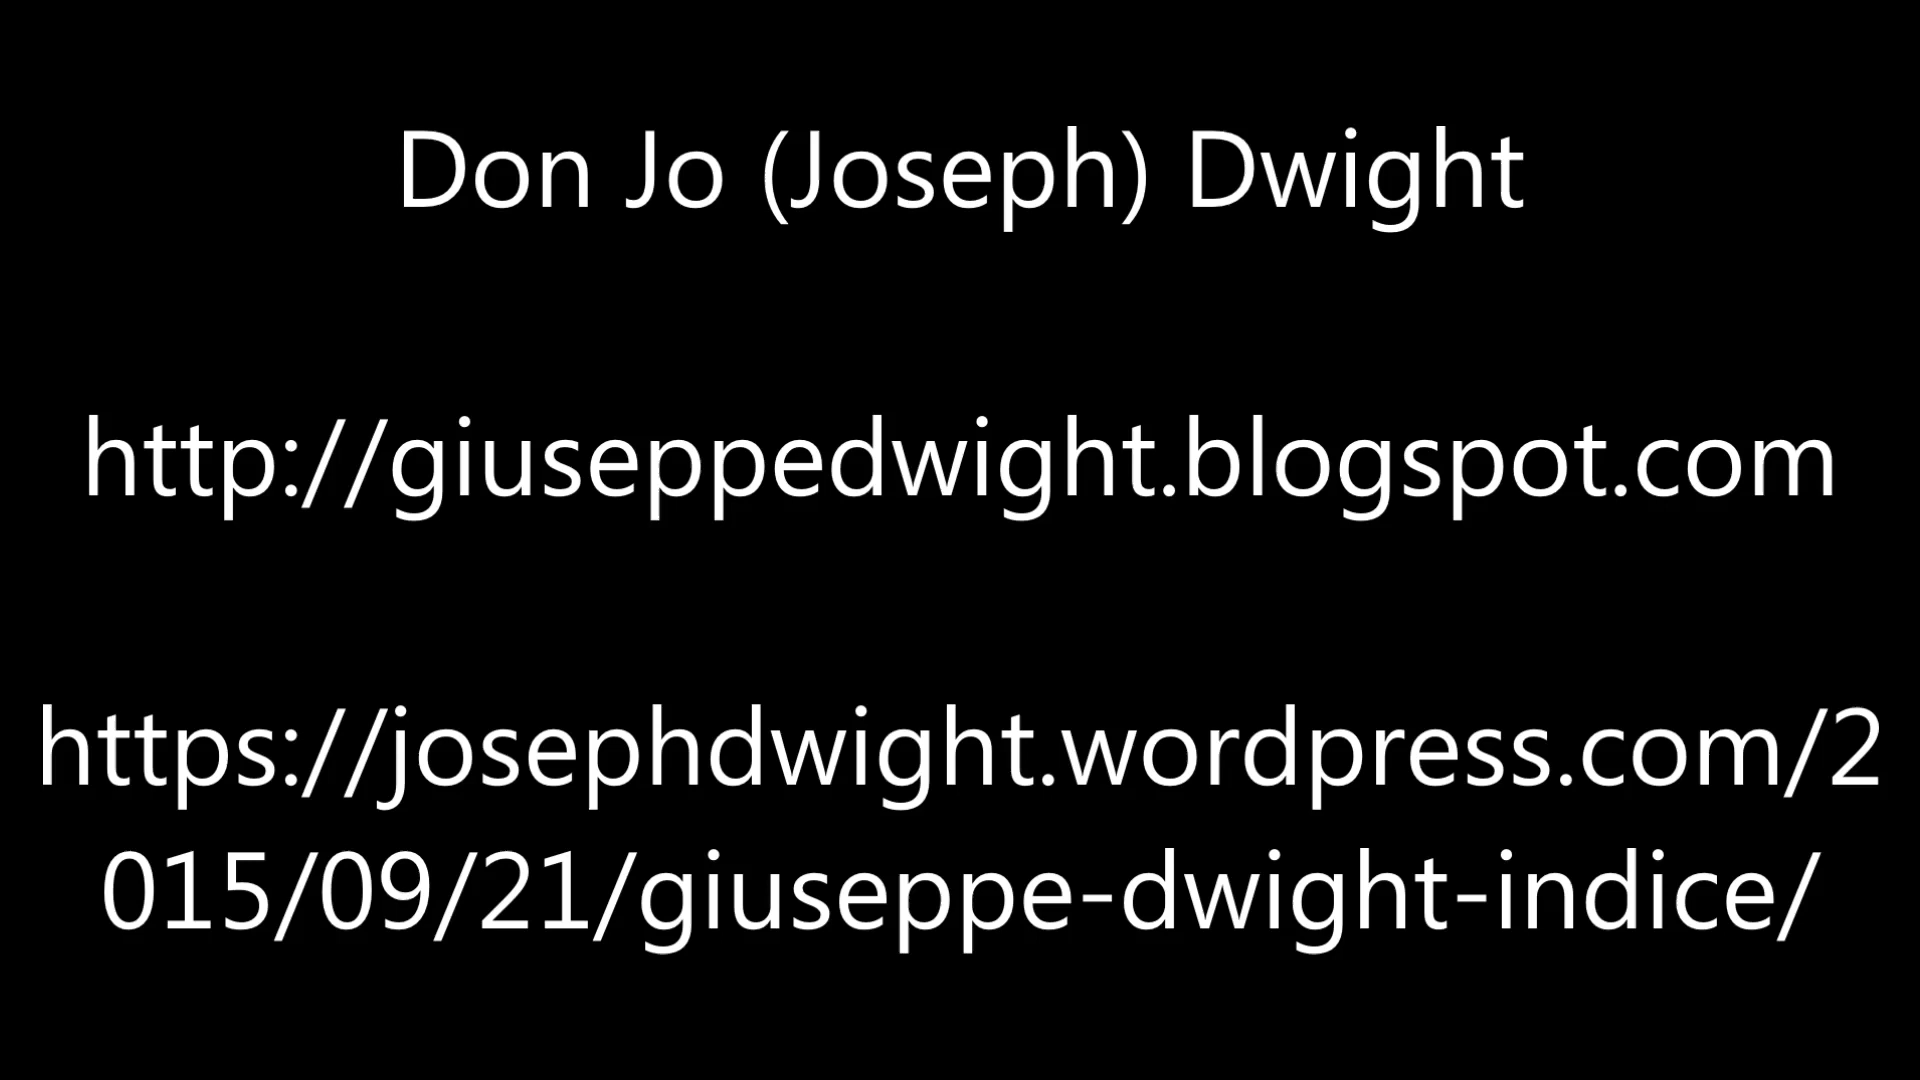 Don Jo (Joseph) Dwight
http://giuseppedwight.blogspot.com
https://josephdwight.wordpress.com/2
015/09/21/giuseppe-dwight-indice/